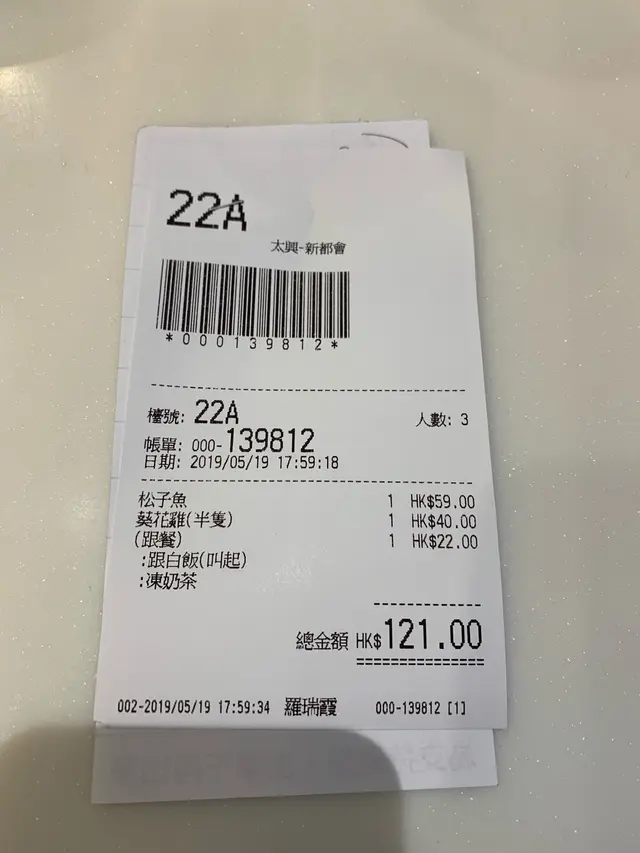 22A
太興-新都會
*000139812*
檯號: 22A
人數: 3
帳單: 000-139812
日期: 2019/05/19 17:59:18
松子魚 1 HK$59.00
葵花雞(半隻) 1 HK$40.00
(跟餐) 1 HK$22.00
:跟白飯(叫起)
:凍奶茶
總金額 HK$121.00
002-2019/05/19 17:59:34 羅瑞霞 000-139812 [1]